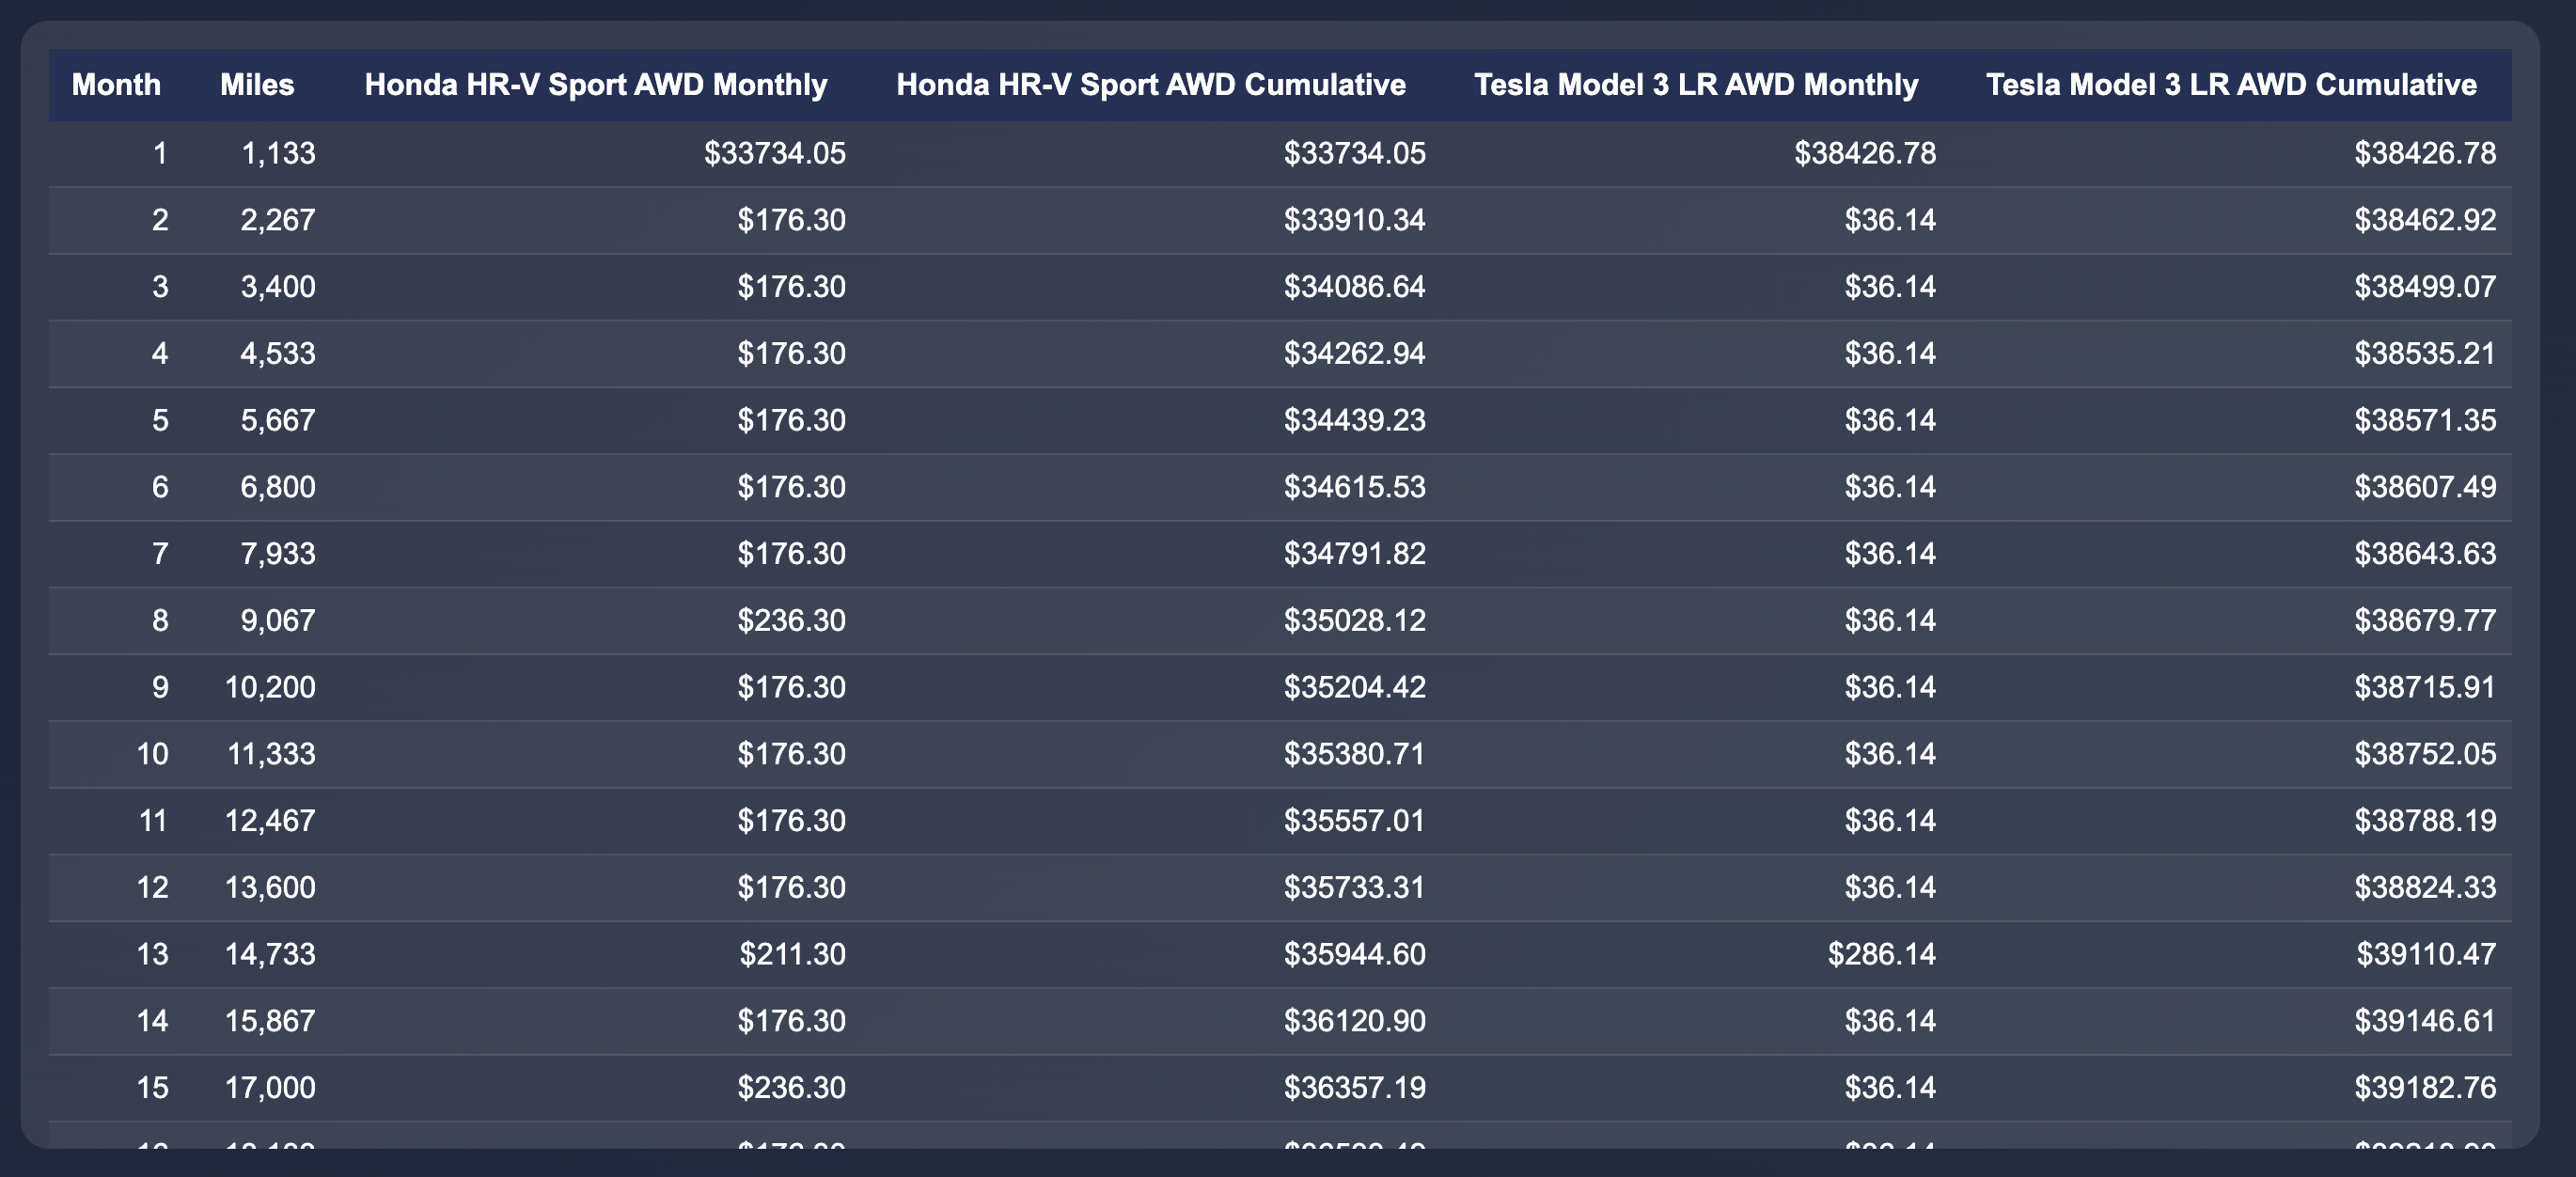 Month Miles Honda HR-V Sport AWD Monthly Honda HR-V Sport AWD Cumulative Tesla Model 3 LR AWD Monthly Tesla Model 3 LR AWD Cumulative
1 1,133 $33734.05 $33734.05 $38426.78 $38426.78
2 2,267 $176.30 $33910.34 $36.14 $38462.92
3 3,400 $176.30 $34086.64 $36.14 $38499.07
4 4,533 $176.30 $34262.94 $36.14 $38535.21
5 5,667 $176.30 $34439.23 $36.14 $38571.35
6 6,800 $176.30 $34615.53 $36.14 $38607.49
7 7,933 $176.30 $34791.82 $36.14 $38643.63
8 9,067 $236.30 $35028.12 $36.14 $38679.77
9 10,200 $176.30 $35204.42 $36.14 $38715.91
10 11,333 $176.30 $35380.71 $36.14 $38752.05
11 12,467 $176.30 $35557.01 $36.14 $38788.19
12 13,600 $176.30 $35733.31 $36.14 $38824.33
13 14,733 $211.30 $35944.60 $286.14 $39110.47
14 15,867 $176.30 $36120.90 $36.14 $39146.61
15 17,000 $236.30 $36357.19 $36.14 $39182.76